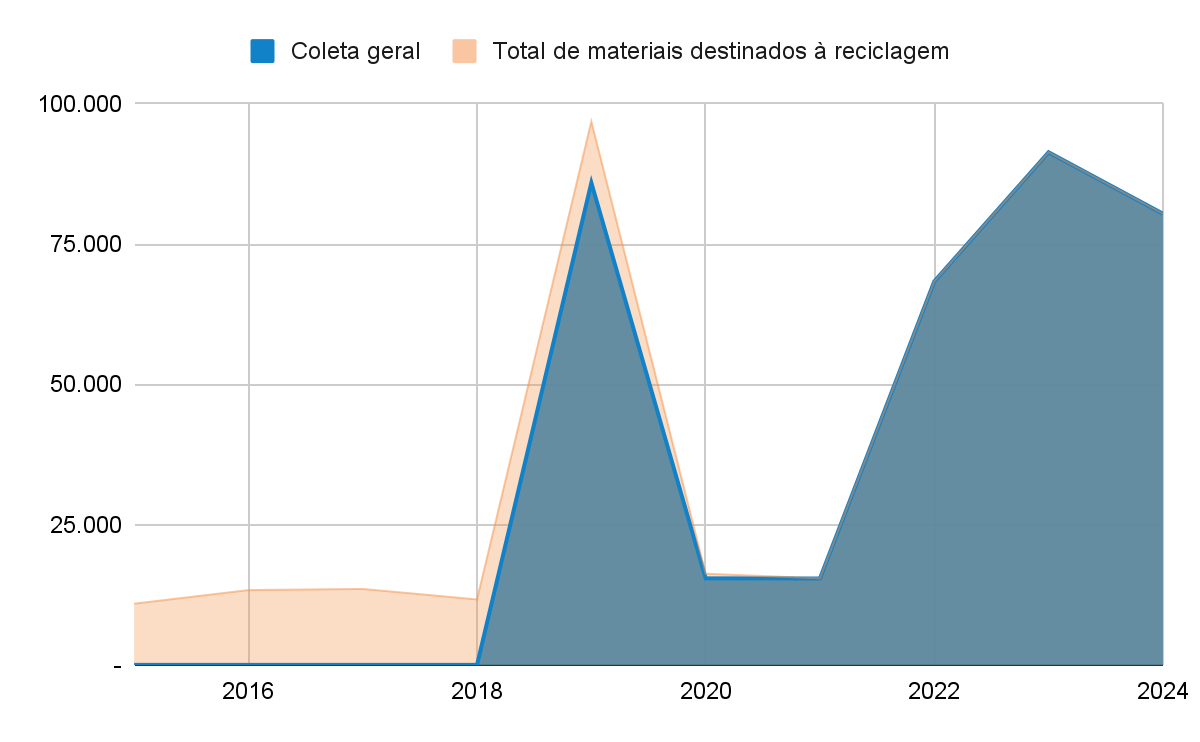 Coleta geral Total de materiais destinados à reciclagem
100.000
75.000
50.000
25.000
-
2016 2018 2020 2022 2024